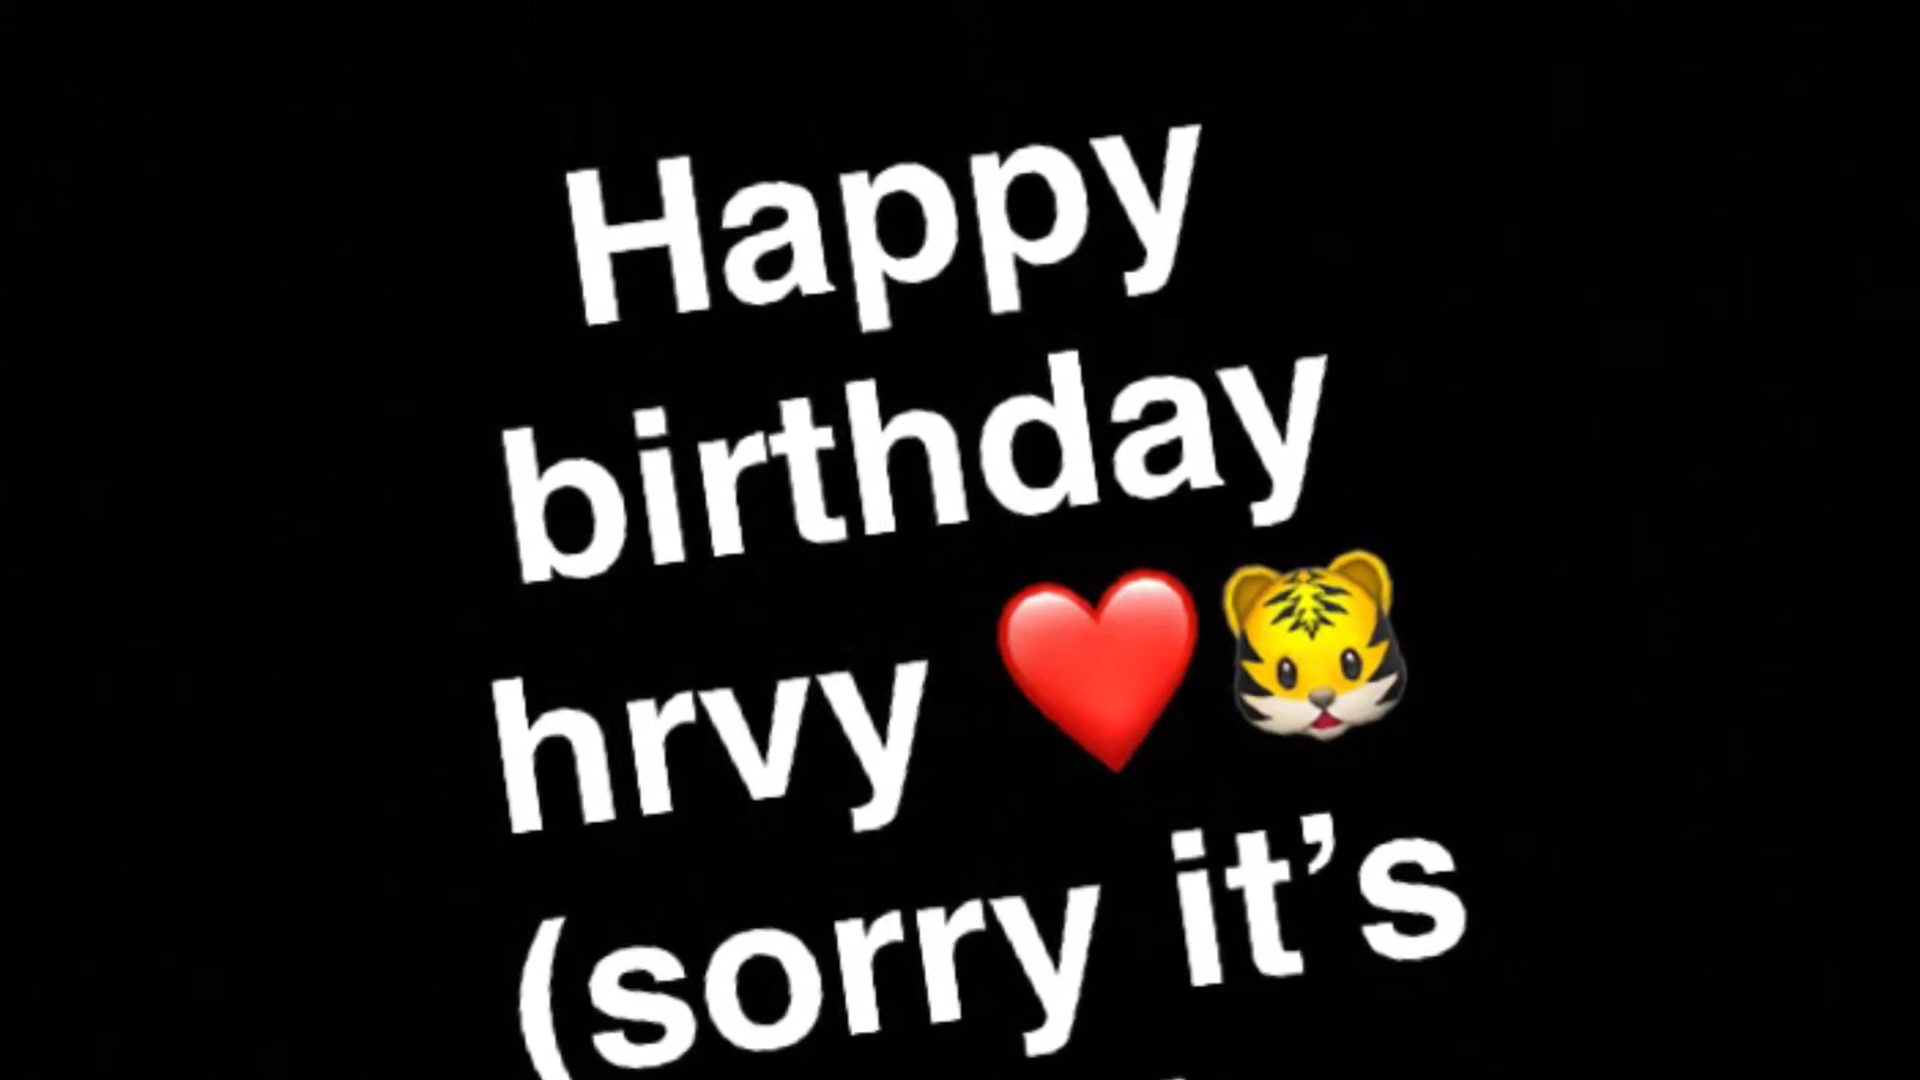 Happy
birthday
hrvy ❤️🐯
(sorry it’s